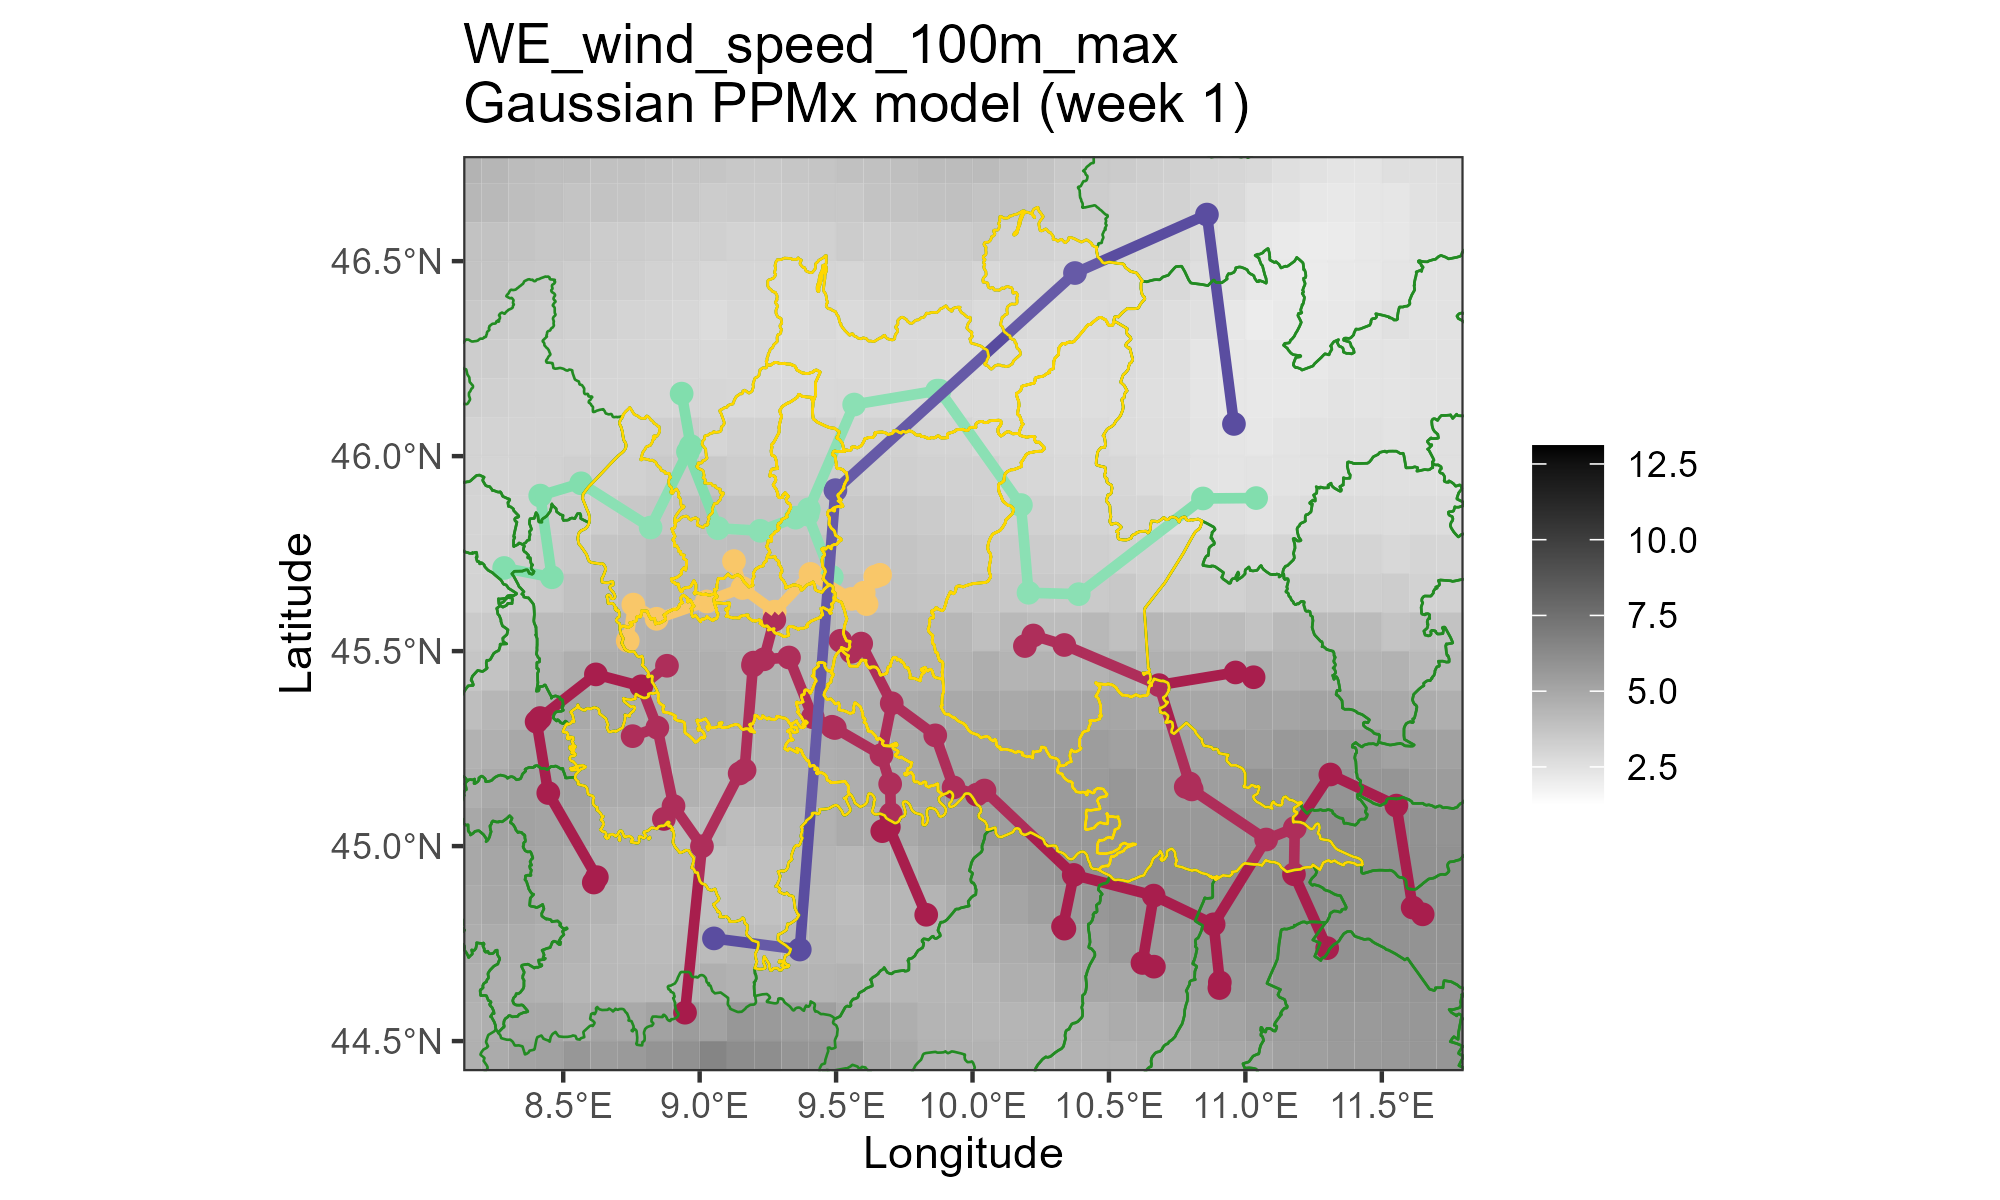 WE_wind_speed_100m_max
Gaussian PPMx model (week 1)
46.5°N
46.0°N
45.5°N
45.0°N
44.5°N
Latitude
8.5°E 9.0°E 9.5°E 10.0°E 10.5°E 11.0°E 11.5°E
Longitude
12.5
10.0
7.5
5.0
2.5